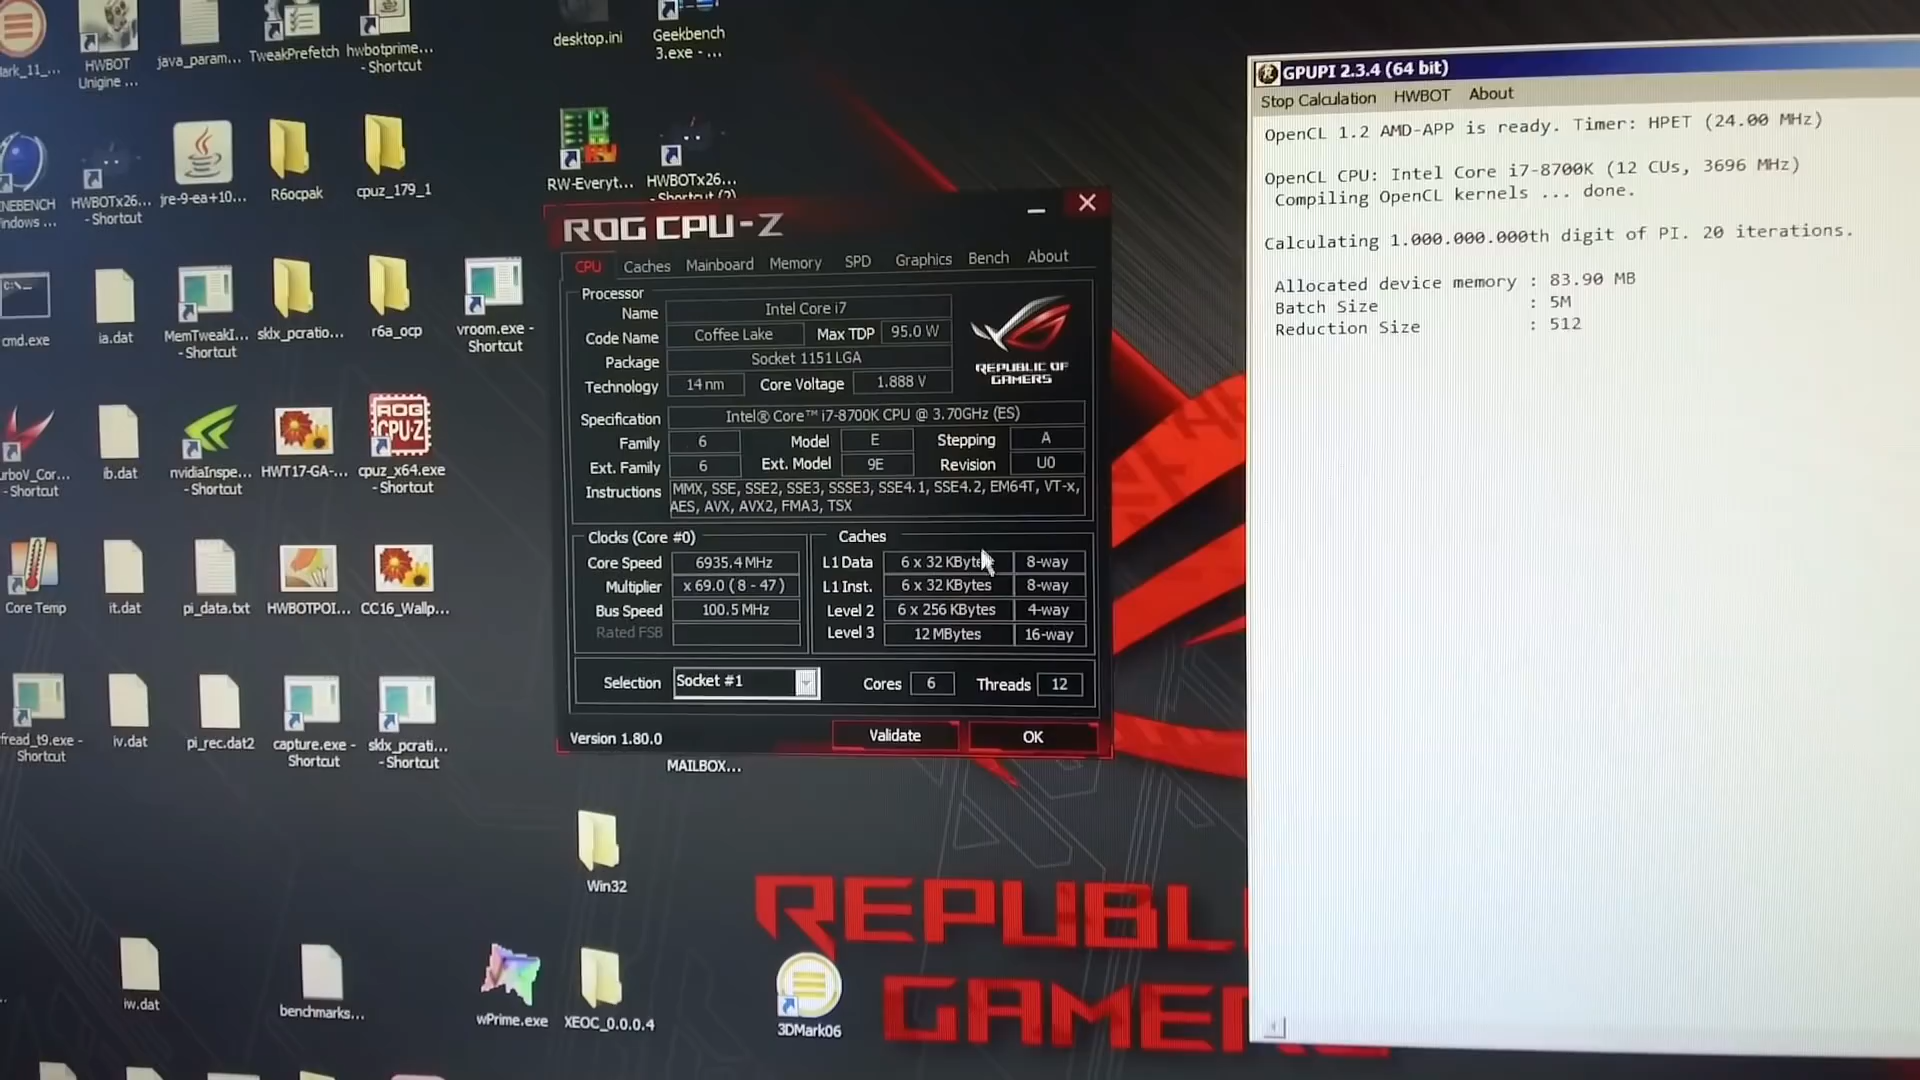 ark_11_...
HWBOT
Unigine ...
java_param...
TweakPrefetch
hwbotprime...
- Shortcut
desktop.ini
Geekbench
3.exe - ...
HWBOTx26...
- Shortcut
jre-9-ea+10...
R6ocpak
cpuz_179_1
RW-Everyt...
HWBOTx26...
- Shortcut (2)
cmd.exe
ia.dat
MemTweakI...
- Shortcut
sklx_pcratio...
r6a_ocp
vroom.exe -
Shortcut
- Shortcut
ib.dat
nvidiaInspe...
- Shortcut
HWT17-GA-...
ROG
CPU-Z
cpuz_x64.exe
- Shortcut
Core Temp
it.dat
pi_data.txt
HWBOTPOI...
CC16_Wallp...
fread_t9.exe -
Shortcut
iv.dat
pi_rec.dat2
capture.exe -
Shortcut
sklx_pcrati...
- Shortcut
MAILBOX...
Win32
iw.dat
benchmarks...
wPrime.exe
XEOC_0.0.0.4
3DMark06
ROG CPU-Z
CPU Caches Mainboard Memory SPD Graphics Bench About
Processor
Name Intel Core i7
Code Name Coffee Lake Max TDP 95.0 W
Package Socket 1151 LGA
Technology 14 nm Core Voltage 1.888 V
REPUBLIC OF
GAMERS
Specification Intel® Core™ i7-8700K CPU @ 3.70GHz (ES)
Family 6 Model E Stepping A
Ext. Family 6 Ext. Model 9E Revision U0
Instructions MMX, SSE, SSE2, SSE3, SSSE3, SSE4.1, SSE4.2, EM64T, VT-x,
AES, AVX, AVX2, FMA3, TSX
Clocks (Core #0)
Core Speed 6935.4 MHz
Multiplier x 69.0 ( 8 - 47 )
Bus Speed 100.5 MHz
Rated FSB
Caches
L1 Data 6 x 32 KBytes 8-way
L1 Inst. 6 x 32 KBytes 8-way
Level 2 6 x 256 KBytes 4-way
Level 3 12 MBytes 16-way
Selection Socket #1 Cores 6 Threads 12
Version 1.80.0 Validate OK
REPUBL
GAMER
GPUPI 2.3.4 (64 bit)
Stop Calculation HWBOT About
OpenCL 1.2 AMD-APP is ready. Timer: HPET (24.00 MHz)
OpenCL CPU: Intel Core i7-8700K (12 CUs, 3696 MHz)
Compiling OpenCL kernels ... done.
Calculating 1.000.000.000th digit of PI. 20 iterations.
Allocated device memory : 83.90 MB
Batch Size : 5M
Reduction Size : 512